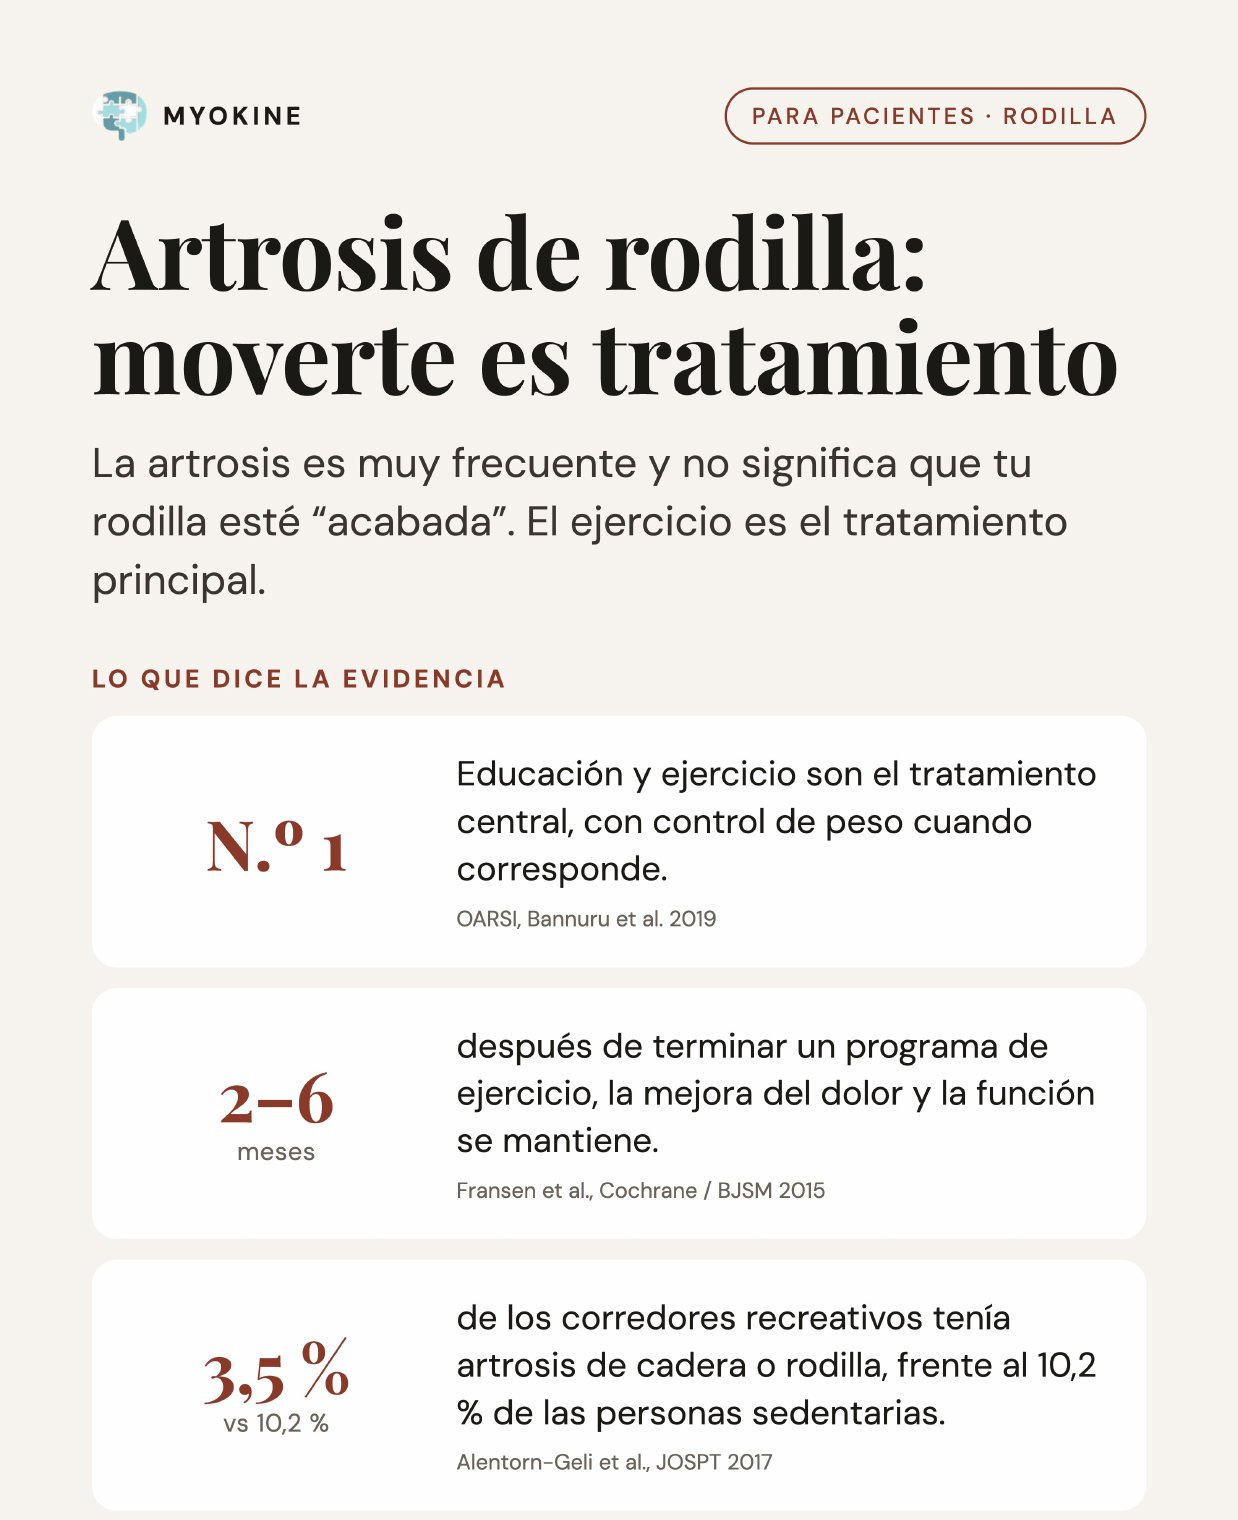 MYOKINE
PARA PACIENTES · RODILLA
Artrosis de rodilla:
moverte es tratamiento
La artrosis es muy frecuente y no significa que tu
rodilla esté “acabada”. El ejercicio es el tratamiento
principal.
LO QUE DICE LA EVIDENCIA
N.º 1
Educación y ejercicio son el tratamiento
central, con control de peso cuando
corresponde.
OARSI, Bannuru et al. 2019
2–6
meses
después de terminar un programa de
ejercicio, la mejora del dolor y la función
se mantiene.
Fransen et al., Cochrane / BJSM 2015
3,5 %
vs 10,2 %
de los corredores recreativos tenía
artrosis de cadera o rodilla, frente al 10,2
% de las personas sedentarias.
Alentorn-Geli et al., JOSPT 2017